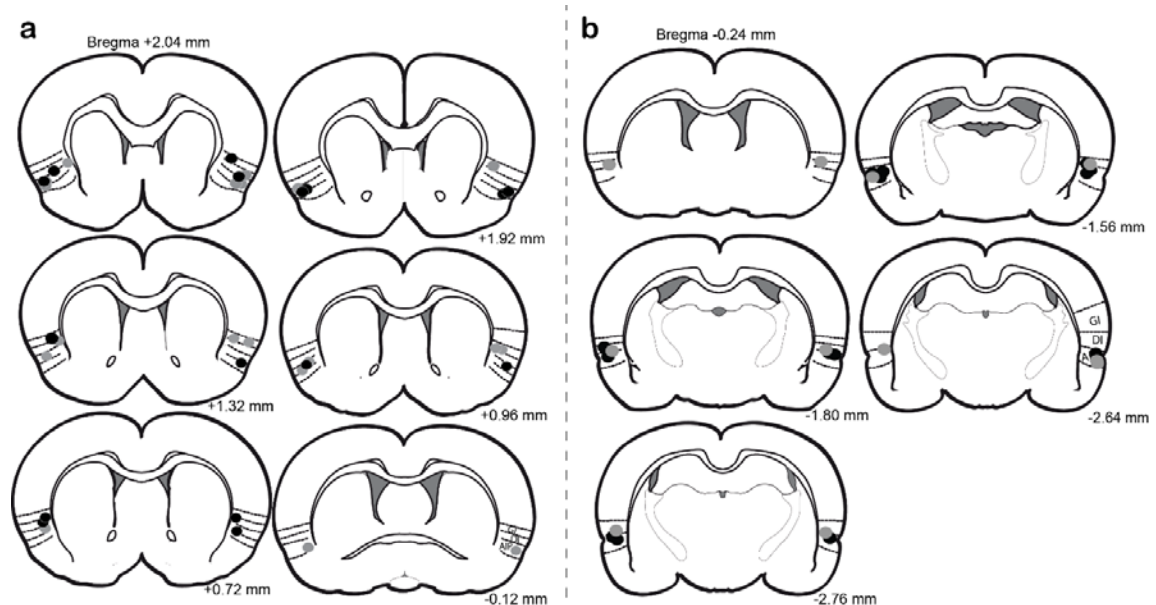 a
Bregma +2.04 mm
+1.92 mm
+1.32 mm
+0.96 mm
+0.72 mm
GI
DI
AIP
-0.12 mm
b
Bregma -0.24 mm
-1.56 mm
-1.80 mm
GI
DI
A
-2.64 mm
-2.76 mm